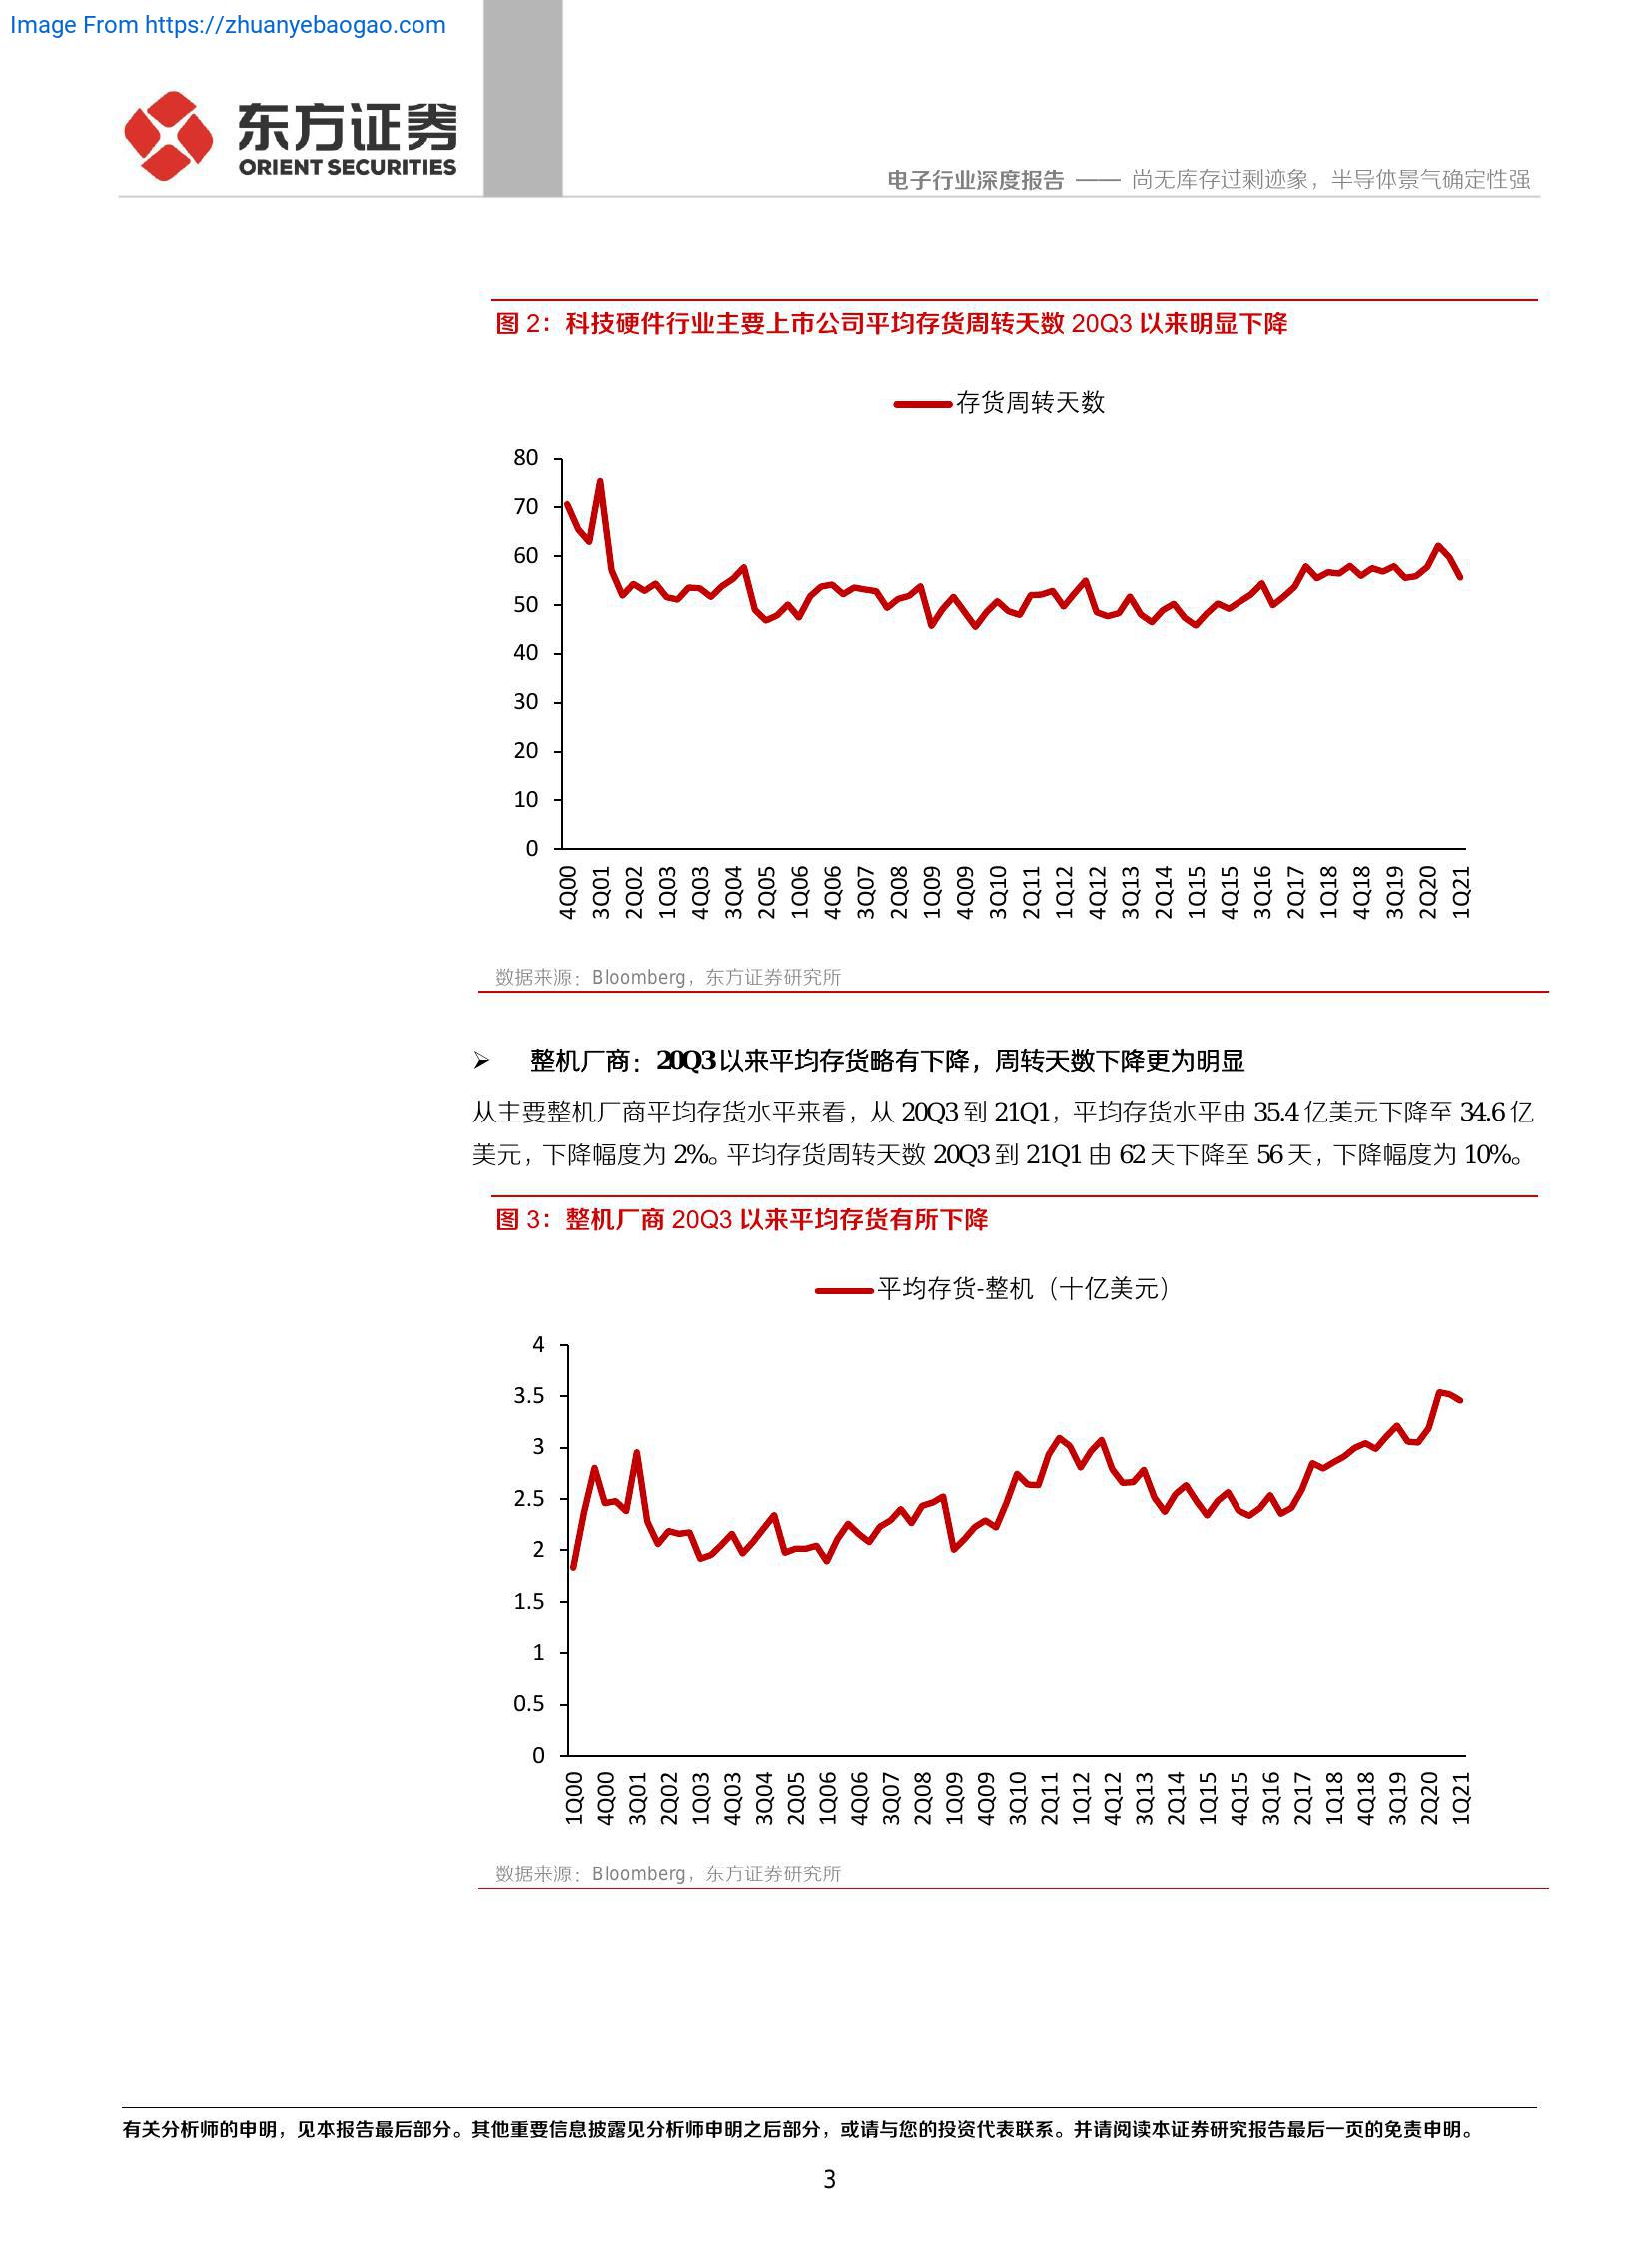 Image From https://zhuanyebaogao.com
东方证券
ORIENT SECURITIES
电子行业深度报告 —— 尚无库存过剩迹象，半导体景气确定性强
图 2：科技硬件行业主要上市公司平均存货周转天数 20Q3 以来明显下降
存货周转天数
80
70
60
50
40
30
20
10
0
4Q00 3Q01 2Q02 1Q03 4Q03 3Q04 2Q05 1Q06 4Q06 3Q07 2Q08 1Q09 4Q09 3Q10 2Q11 1Q12 4Q12 3Q13 2Q14 1Q15 4Q15 3Q16 2Q17 1Q18 4Q18 3Q19 2Q20 1Q21
数据来源：Bloomberg，东方证券研究所
➢ 整机厂商：20Q3以来平均存货略有下降，周转天数下降更为明显
从主要整机厂商平均存货水平来看，从 20Q3 到 21Q1，平均存货水平由 35.4 亿美元下降至 34.6 亿
美元，下降幅度为 2%。平均存货周转天数 20Q3 到 21Q1 由 62 天下降至 56 天，下降幅度为 10%。
图 3：整机厂商 20Q3 以来平均存货有所下降
平均存货-整机（十亿美元）
4
3.5
3
2.5
2
1.5
1
0.5
0
1Q00 4Q00 3Q01 2Q02 1Q03 4Q03 3Q04 2Q05 1Q06 4Q06 3Q07 2Q08 1Q09 4Q09 3Q10 2Q11 1Q12 4Q12 3Q13 2Q14 1Q15 4Q15 3Q16 2Q17 1Q18 4Q18 3Q19 2Q20 1Q21
数据来源：Bloomberg，东方证券研究所
有关分析师的申明，见本报告最后部分。其他重要信息披露见分析师申明之后部分，或请与您的投资代表联系。并请阅读本证券研究报告最后一页的免责申明。
3